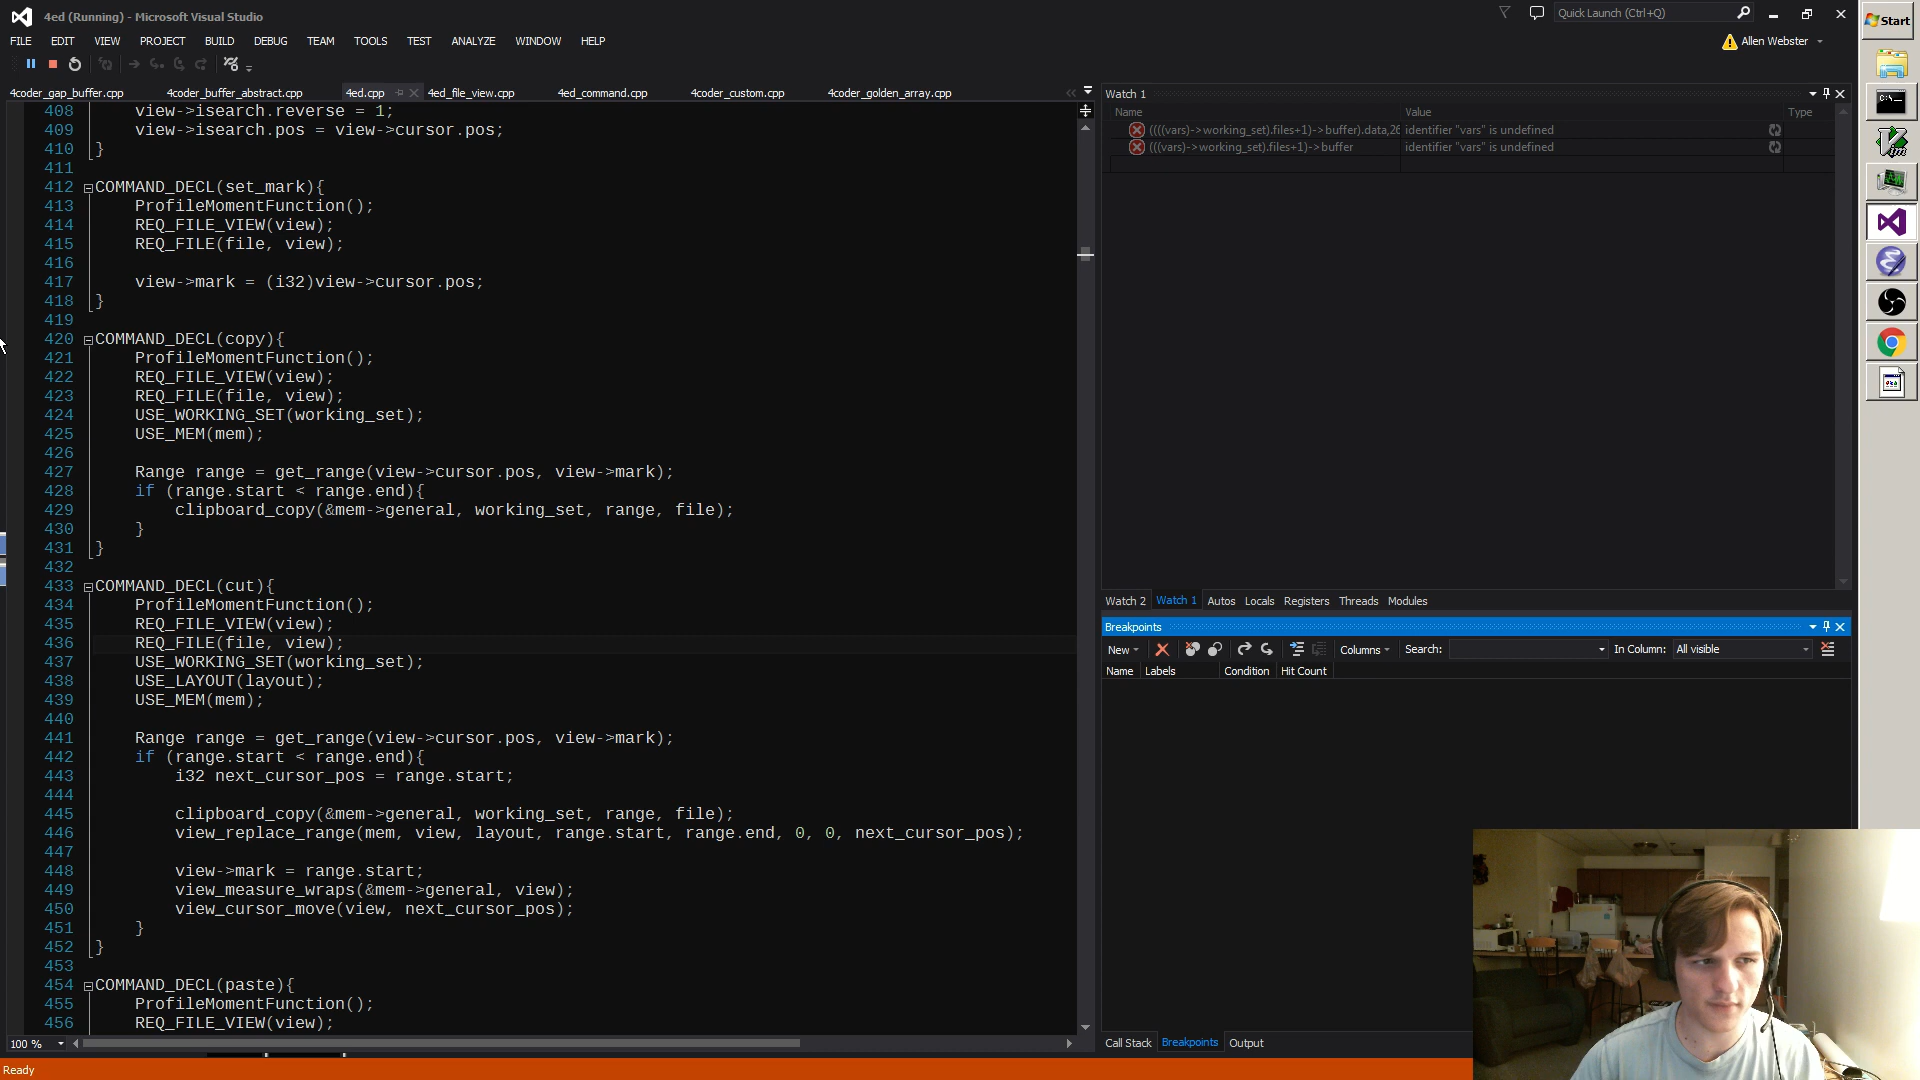 4ed (Running) - Microsoft Visual Studio
Quick Launch (Ctrl+Q)
FILE EDIT VIEW PROJECT BUILD DEBUG TEAM TOOLS TEST ANALYZE WINDOW HELP
Allen Webster
Start
4coder_gap_buffer.cpp 4coder_buffer_abstract.cpp 4ed.cpp 4ed_file_view.cpp 4ed_command.cpp 4coder_custom.cpp 4coder_golden_array.cpp
408 view->isearch.reverse = 1;
409 view->isearch.pos = view->cursor.pos;
410 }
411
412 COMMAND_DECL(set_mark){
413 ProfileMomentFunction();
414 REQ_FILE_VIEW(view);
415 REQ_FILE(file, view);
416
417 view->mark = (i32)view->cursor.pos;
418 }
419
420 COMMAND_DECL(copy){
421 ProfileMomentFunction();
422 REQ_FILE_VIEW(view);
423 REQ_FILE(file, view);
424 USE_WORKING_SET(working_set);
425 USE_MEM(mem);
426
427 Range range = get_range(view->cursor.pos, view->mark);
428 if (range.start < range.end){
429 clipboard_copy(&mem->general, working_set, range, file);
430 }
431 }
432
433 COMMAND_DECL(cut){
434 ProfileMomentFunction();
435 REQ_FILE_VIEW(view);
436 REQ_FILE(file, view);
437 USE_WORKING_SET(working_set);
438 USE_LAYOUT(layout);
439 USE_MEM(mem);
440
441 Range range = get_range(view->cursor.pos, view->mark);
442 if (range.start < range.end){
443 i32 next_cursor_pos = range.start;
444
445 clipboard_copy(&mem->general, working_set, range, file);
446 view_replace_range(mem, view, layout, range.start, range.end, 0, 0, next_cursor_pos);
447
448 view->mark = range.start;
449 view_measure_wraps(&mem->general, view);
450 view_cursor_move(view, next_cursor_pos);
451 }
452 }
453
454 COMMAND_DECL(paste){
455 ProfileMomentFunction();
456 REQ_FILE_VIEW(view);
100 %
Ready
Watch 1
Name Value Type
((((vars)->working_set).files+1)->buffer).data,26 identifier "vars" is undefined
(((vars)->working_set).files+1)->buffer identifier "vars" is undefined
Watch 2 Watch 1 Autos Locals Registers Threads Modules
Breakpoints
New Columns Search: In Column: All visible
Name Labels Condition Hit Count
Call Stack Breakpoints Output